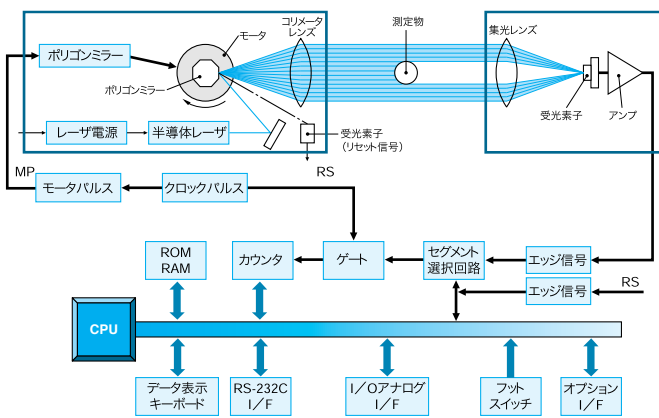 コリメータ
レンズ
モータ
測定物
集光レンズ
ポリゴンミラー
ポリゴンミラー
受光素子
アンプ
レーザ電源
半導体レーザ
受光素子
(リセット信号)
MP
RS
モータパルス
クロックパルス
ROM
RAM
カウンタ
ゲート
セグメント
選択回路
エッジ信号
エッジ信号
RS
CPU
データ表示
キーボード
RS-232C
I/F
I/Oアナログ
I/F
フット
スイッチ
オプション
I/F